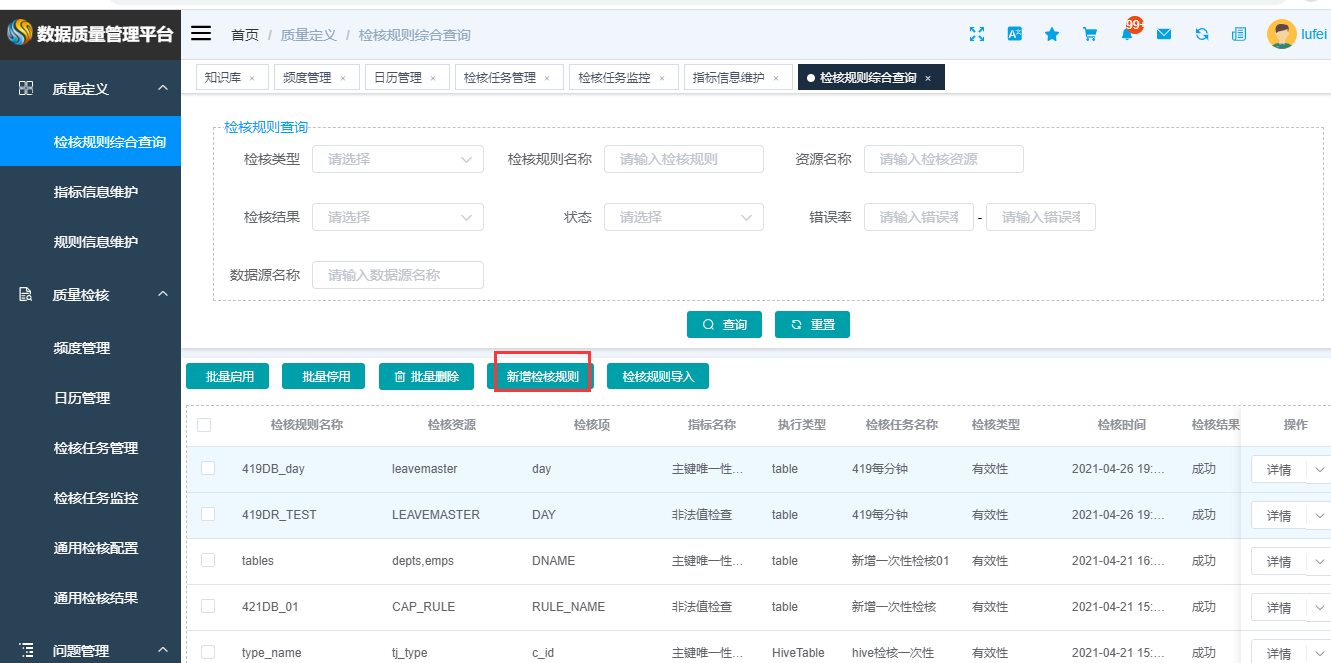 数据质量管理平台
首页 / 质量定义 / 检核规则综合查询
99+
lufei
知识库 ×
频度管理 ×
日历管理 ×
检核任务管理 ×
检核任务监控 ×
指标信息维护 ×
检核规则综合查询 ×
质量定义
检核规则综合查询
指标信息维护
规则信息维护
质量检核
频度管理
日历管理
检核任务管理
检核任务监控
通用检核配置
通用检核结果
问题管理
检核规则查询
检核类型 请选择 检核规则名称 请输入检核规则 资源名称 请输入检核资源
检核结果 请选择 状态 请选择 错误率 请输入错误率 - 请输入错误率
数据源名称 请输入数据源名称
查询 重置
批量启用 批量停用 批量删除 新增检核规则 检核规则导入
检核规则名称 检核资源 检核项 指标名称 执行类型 检核任务名称 检核类型 检核时间 检核结果 操作
419DB_day leavemaster day 主键唯一性... table 419每分钟 有效性 2021-04-26 19:... 成功 详情
419DR_TEST LEAVEMASTER DAY 非法值检查 table 419每分钟 有效性 2021-04-26 19:... 成功 详情
tables depts,emps DNAME 主键唯一性... table 新增一次性检核01 有效性 2021-04-21 16:... 成功 详情
421DB_01 CAP_RULE RULE_NAME 非法值检查 table 新增一次性检核 有效性 2021-04-21 15:... 成功 详情
type_name tj_type c_id 主键唯一性... HiveTable hive检核一次性 有效性 2021-04-21 15:... 成功 详情